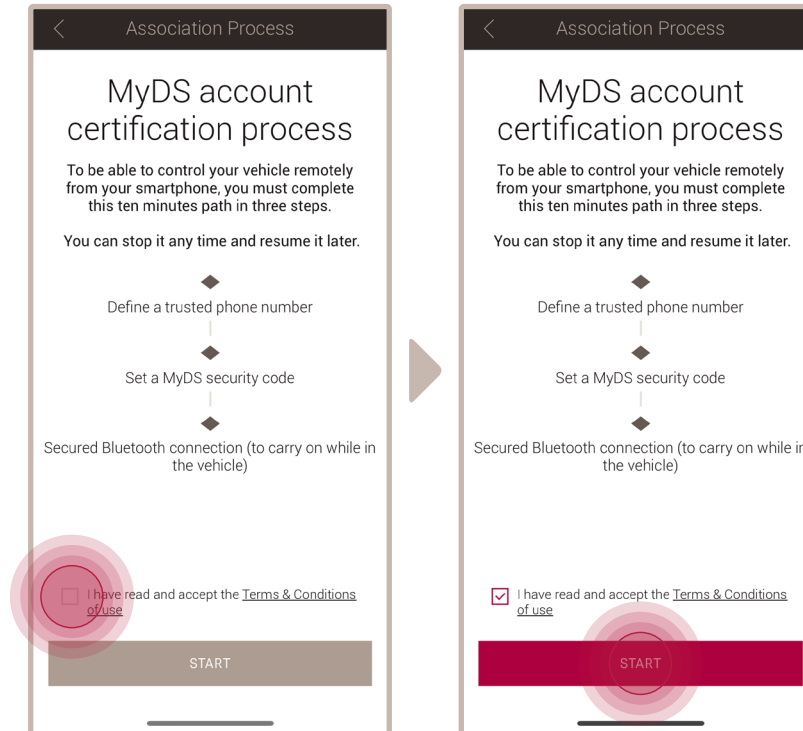 Association Process
MyDS account
certification process
To be able to control your vehicle remotely
from your smartphone, you must complete
this ten minutes path in three steps.
You can stop it any time and resume it later.
Define a trusted phone number
Set a MyDS security code
Secured Bluetooth connection (to carry on while in
the vehicle)
I have read and accept the Terms & Conditions
of use
START
Association Process
MyDS account
certification process
To be able to control your vehicle remotely
from your smartphone, you must complete
this ten minutes path in three steps.
You can stop it any time and resume it later.
Define a trusted phone number
Set a MyDS security code
Secured Bluetooth connection (to carry on while in
the vehicle)
I have read and accept the Terms & Conditions
of use
START